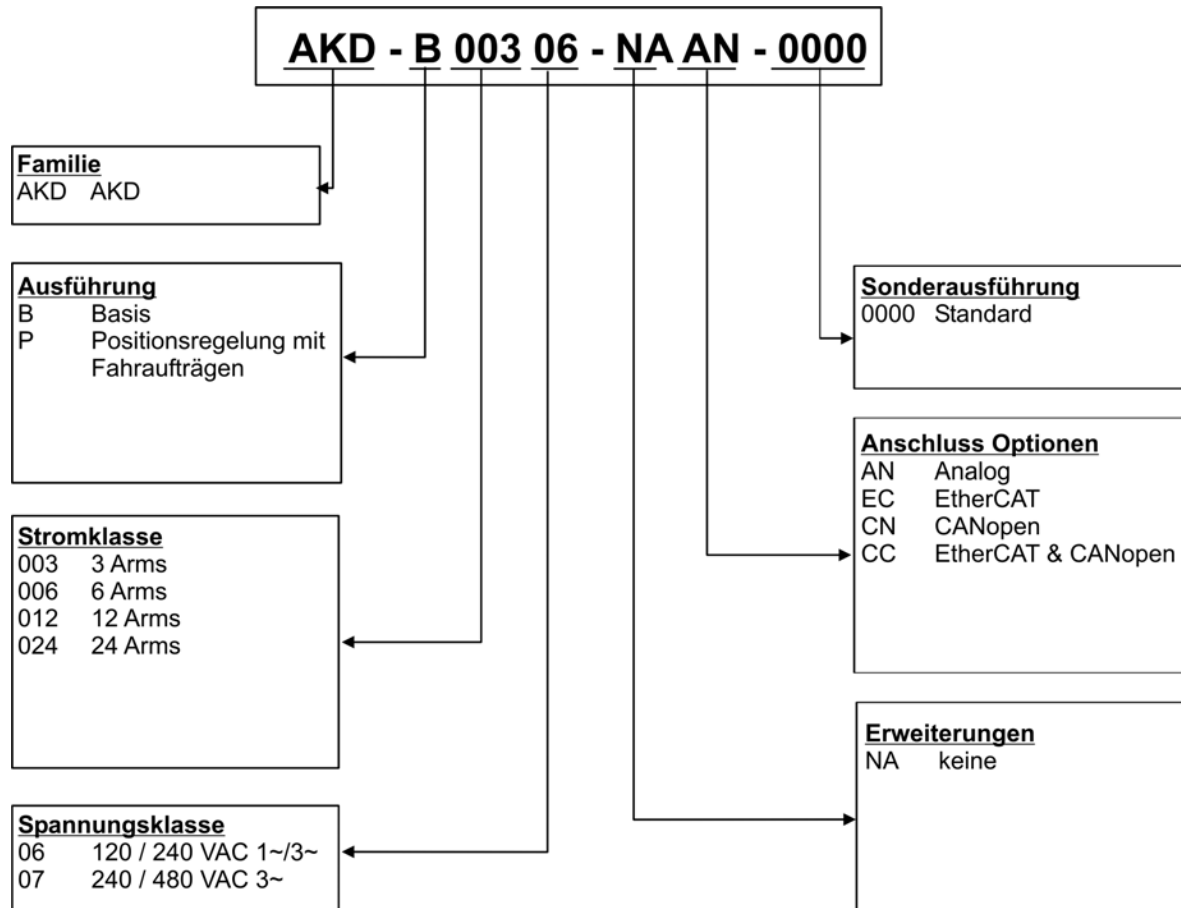 AKD - B 003 06 - NA AN - 0000
Familie
AKD AKD
Ausführung
B Basis
P Positionsregelung mit
Fahraufträgen
Stromklasse
003 3 Arms
006 6 Arms
012 12 Arms
024 24 Arms
Spannungsklasse
06 120 / 240 VAC 1~/3~
07 240 / 480 VAC 3~
Sonderausführung
0000 Standard
Anschluss Optionen
AN Analog
EC EtherCAT
CN CANopen
CC EtherCAT & CANopen
Erweiterungen
NA keine